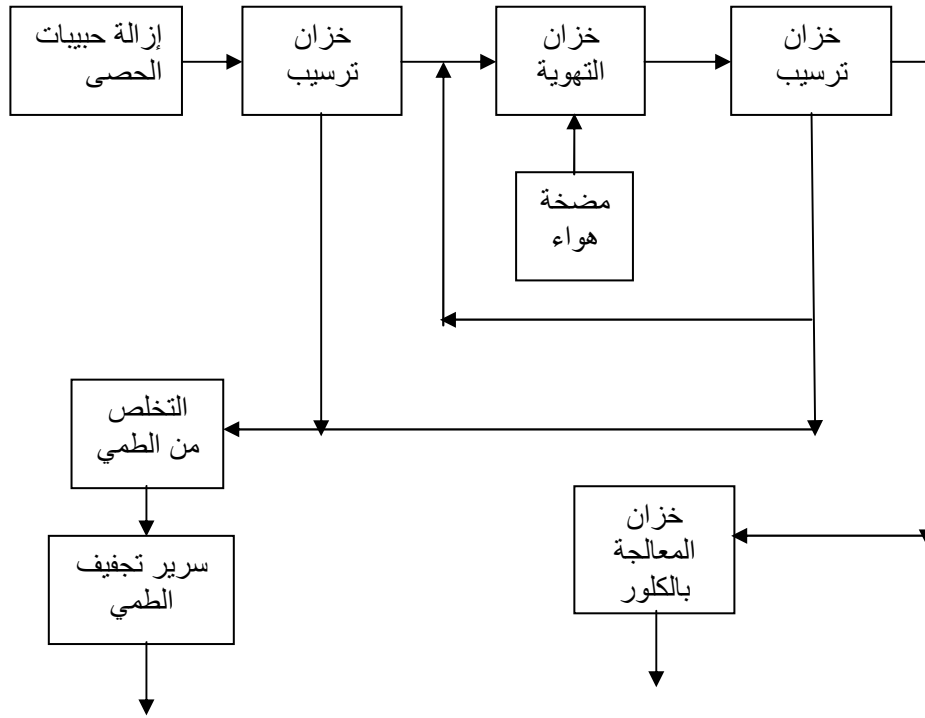 إزالة حبيبات
الحصى
خزان
ترسيب
خزان
التهوية
خزان
ترسيب
مضخة
هواء
التخلص
من الطمي
خزان
المعالجة
بالكلور
سرير تجفيف
الطمي